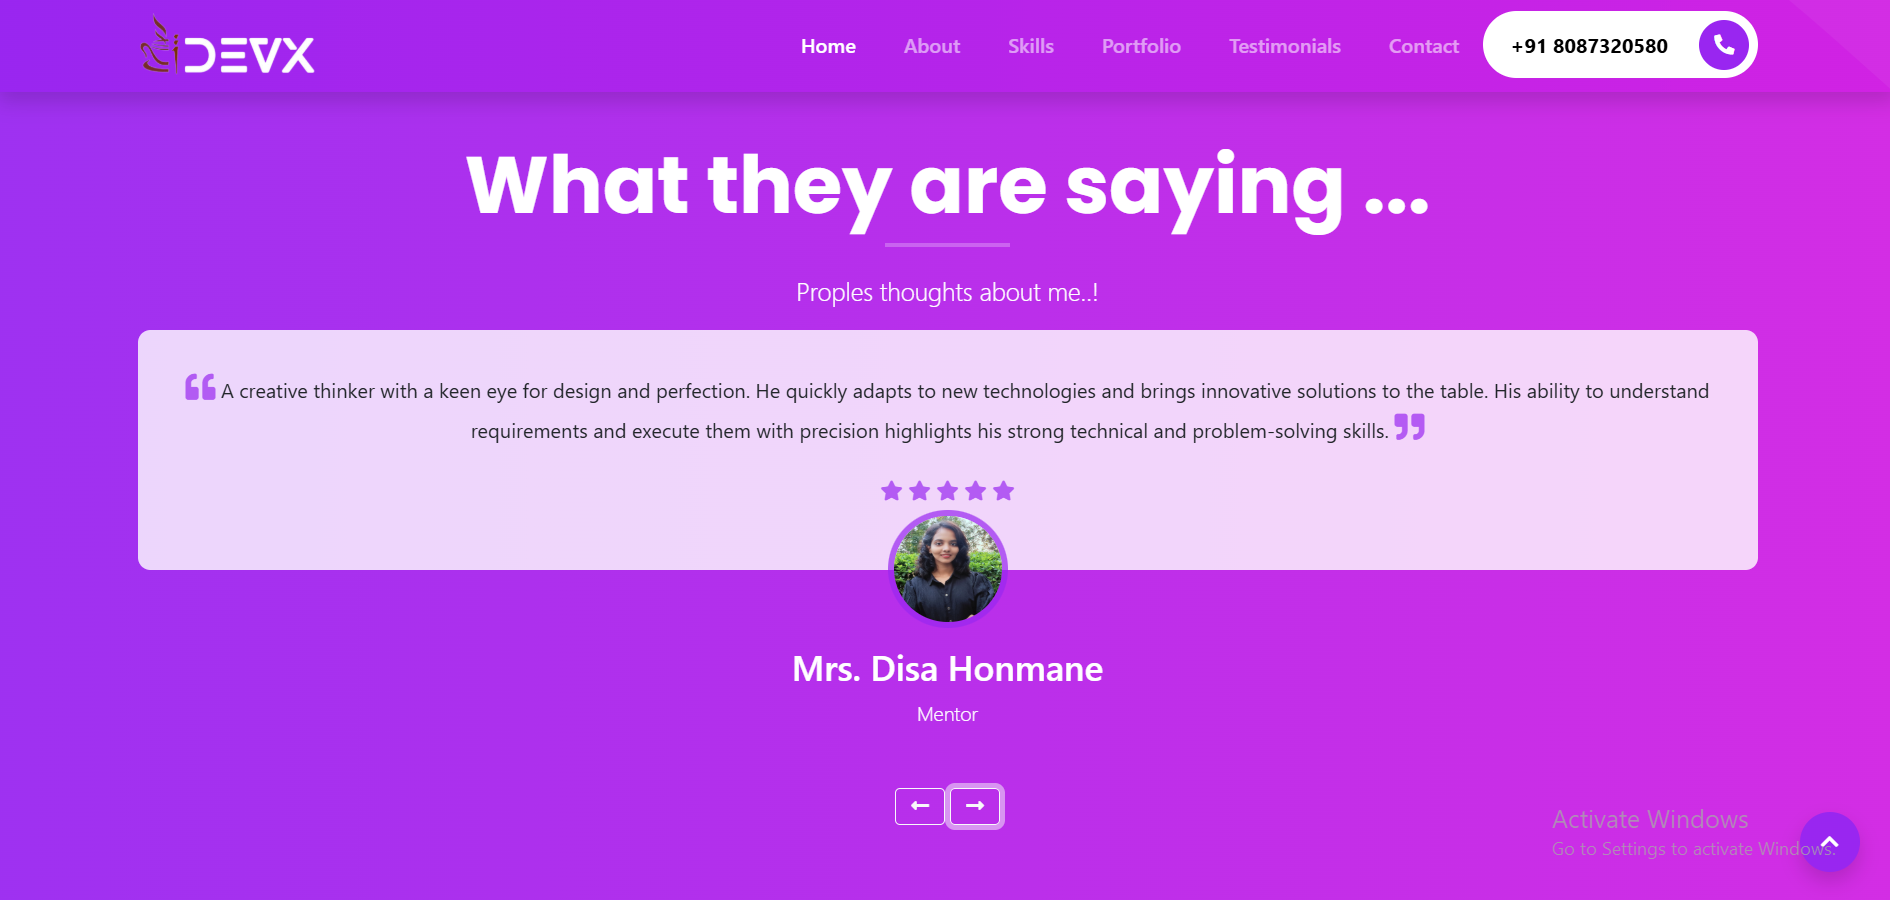 DEVX
Home About Skills Portfolio Testimonials Contact +91 8087320580
What they are saying ...
Proples thoughts about me..!
❝ A creative thinker with a keen eye for design and perfection. He quickly adapts to new technologies and brings innovative solutions to the table. His ability to understand
requirements and execute them with precision highlights his strong technical and problem-solving skills. ❞
Mrs. Disa Honmane
Mentor
Activate Windows
Go to Settings to activate Windows.